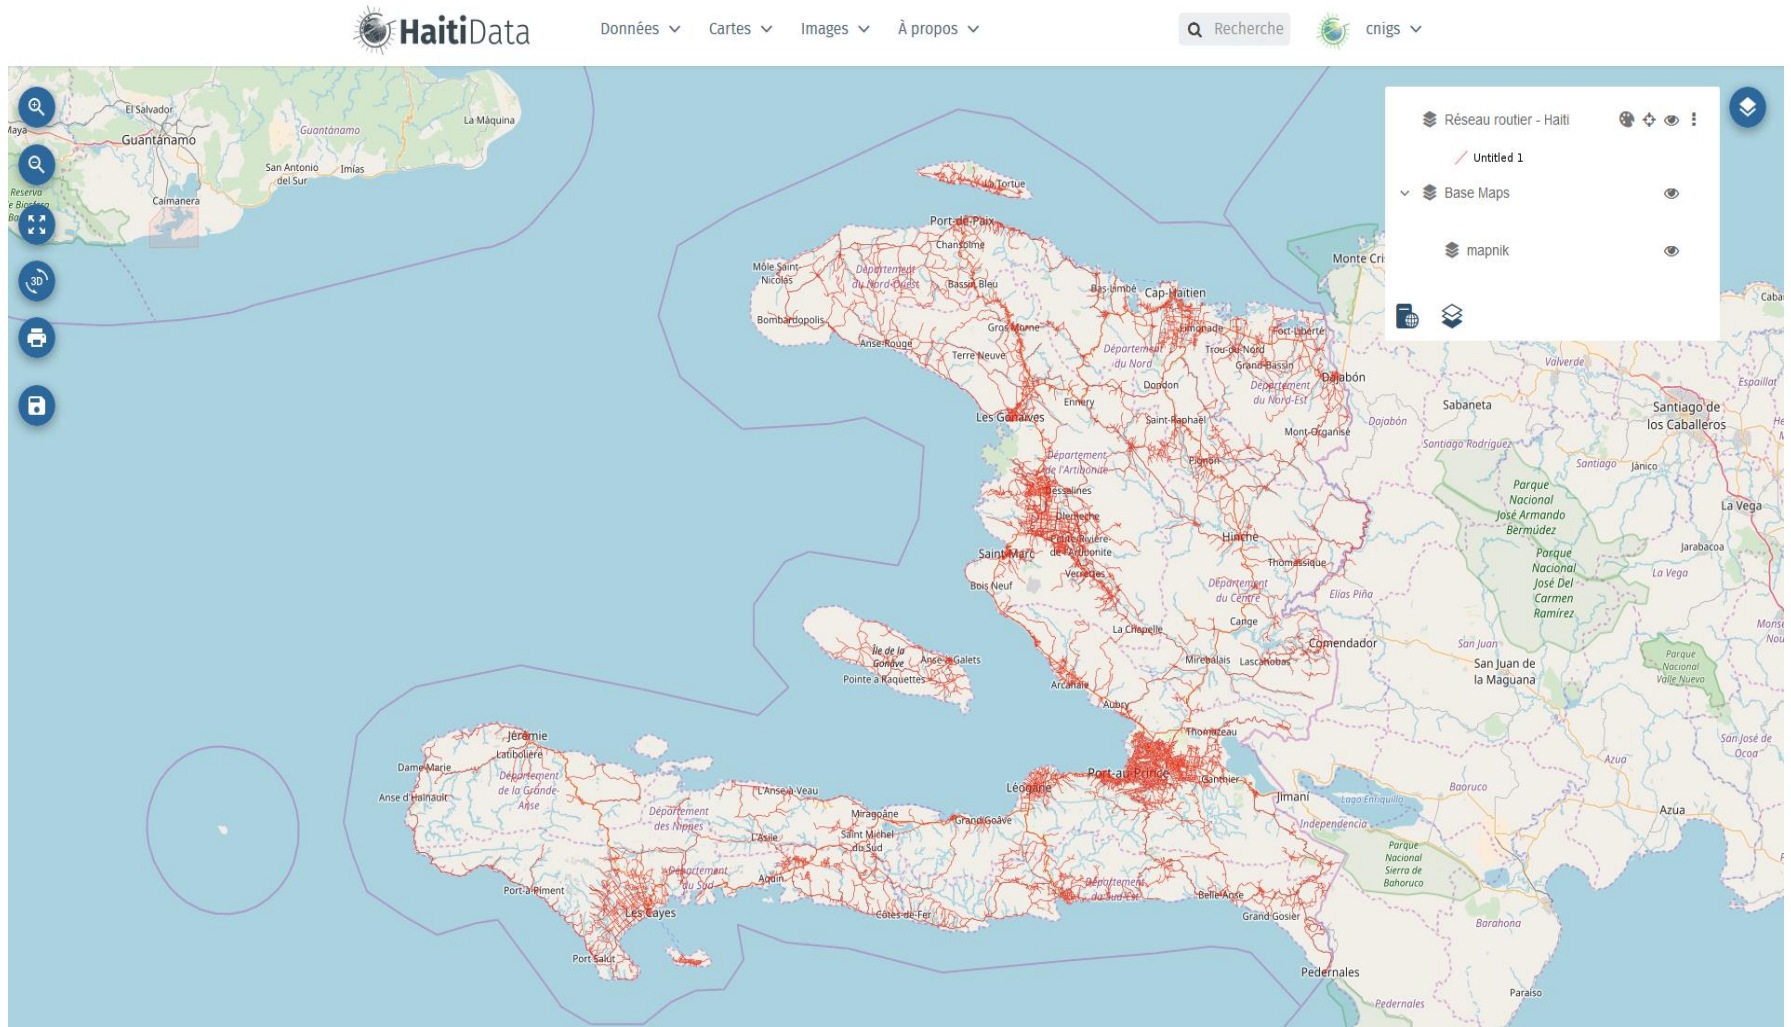 HaitiData
Données
Cartes
Images
À propos
Recherche
cnigs
Réseau routier - Haiti
Untitled 1
Base Maps
mapnik
3D
El Salvador
Guantánamo
Guantánamo
La Máquina
San Antonio
del Sur
Imías
Caimanera
Reserva
La Tortue
Port-de-Paix
Chansolme
Môle Saint-
Nicolas
Département
du Nord-Ouest
Bassin Bleu
Bombardopolis
Anse-Rouge
Gros Morne
Terre Neuve
Bas-Limbé
Cap-Haïtien
Limonade
Fort-Liberté
Trou-du-Nord
Grand-Bassin
Département
du Nord
Département
du Nord-Est
Dajabón
Monte Cri
Dondon
Ennery
Les Gonaïves
Saint-Raphaël
Mont-Organisé
Dajabón
Sabaneta
Valverde
Espaillat
Santiago de
los Caballeros
Santiago Rodríguez
Santiago
Jánico
Département
de l'Artibonite
Pignon
Dessalines
Parque
Nacional
José Armando
Bermúdez
La Vega
Petite-Rivière-
de l'Artibonite
Hinche
Saint-Marc
Thomassique
Verrettes
Bois Neuf
Département
du Centre
Elías Piña
Parque
Nacional
José Del
Carmen
Ramírez
Jarabacoa
La Vega
Cange
La Chapelle
Comendador
Mirebalais
Lascahobas
Île de la
Gonâve
Anse-à-Galets
Pointe à Raquettes
Arcahaie
Aubry
San Juan
San Juan de
la Maguana
Parque
Nacional
Valle Nuevo
San José de
Ocoa
Thomazeau
Port-au-Prince
Ganthier
Jérémie
Latibolière
Dame-Marie
Département
de la Grande-
Anse
Anse d'Hainault
L'Anse-à-Veau
Léogâne
Jimaní
Lago Enriquillo
Independencia
Baoruco
Azua
Azua
Département
des Nippes
Miragoâne
Grand Goâve
L'Asile
Saint Michel
du Sud
Parque
Nacional
Sierra de
Bahoruco
Port-à-Piment
Département
du Sud
Aquin
Département
du Sud-Est
Belle-Anse
Les Cayes
Côtes-de-Fer
Grand Gosier
Barahona
Port Salut
Pedernales
Paraiso
Pedernales